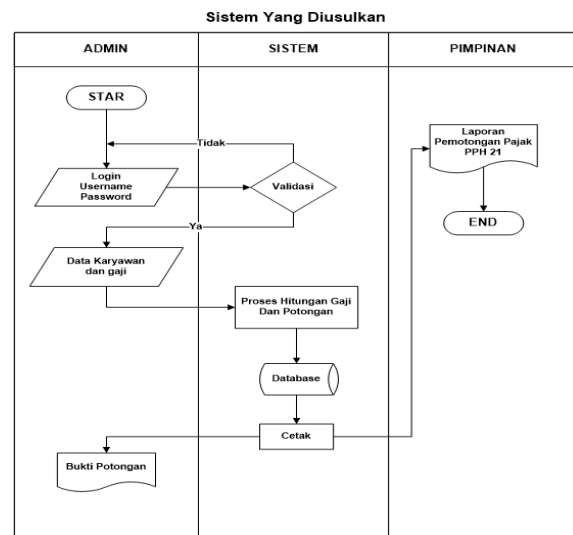 Sistem Yang Diusulkan
ADMIN
SISTEM
PIMPINAN
STAR
Tidak
Login
Username
Password
Validasi
Laporan
Pemotongan Pajak
PPH 21
END
Ya
Data Karyawan
dan gaji
Proses Hitungan Gaji
Dan Potongan
Database
Cetak
Bukti Potongan